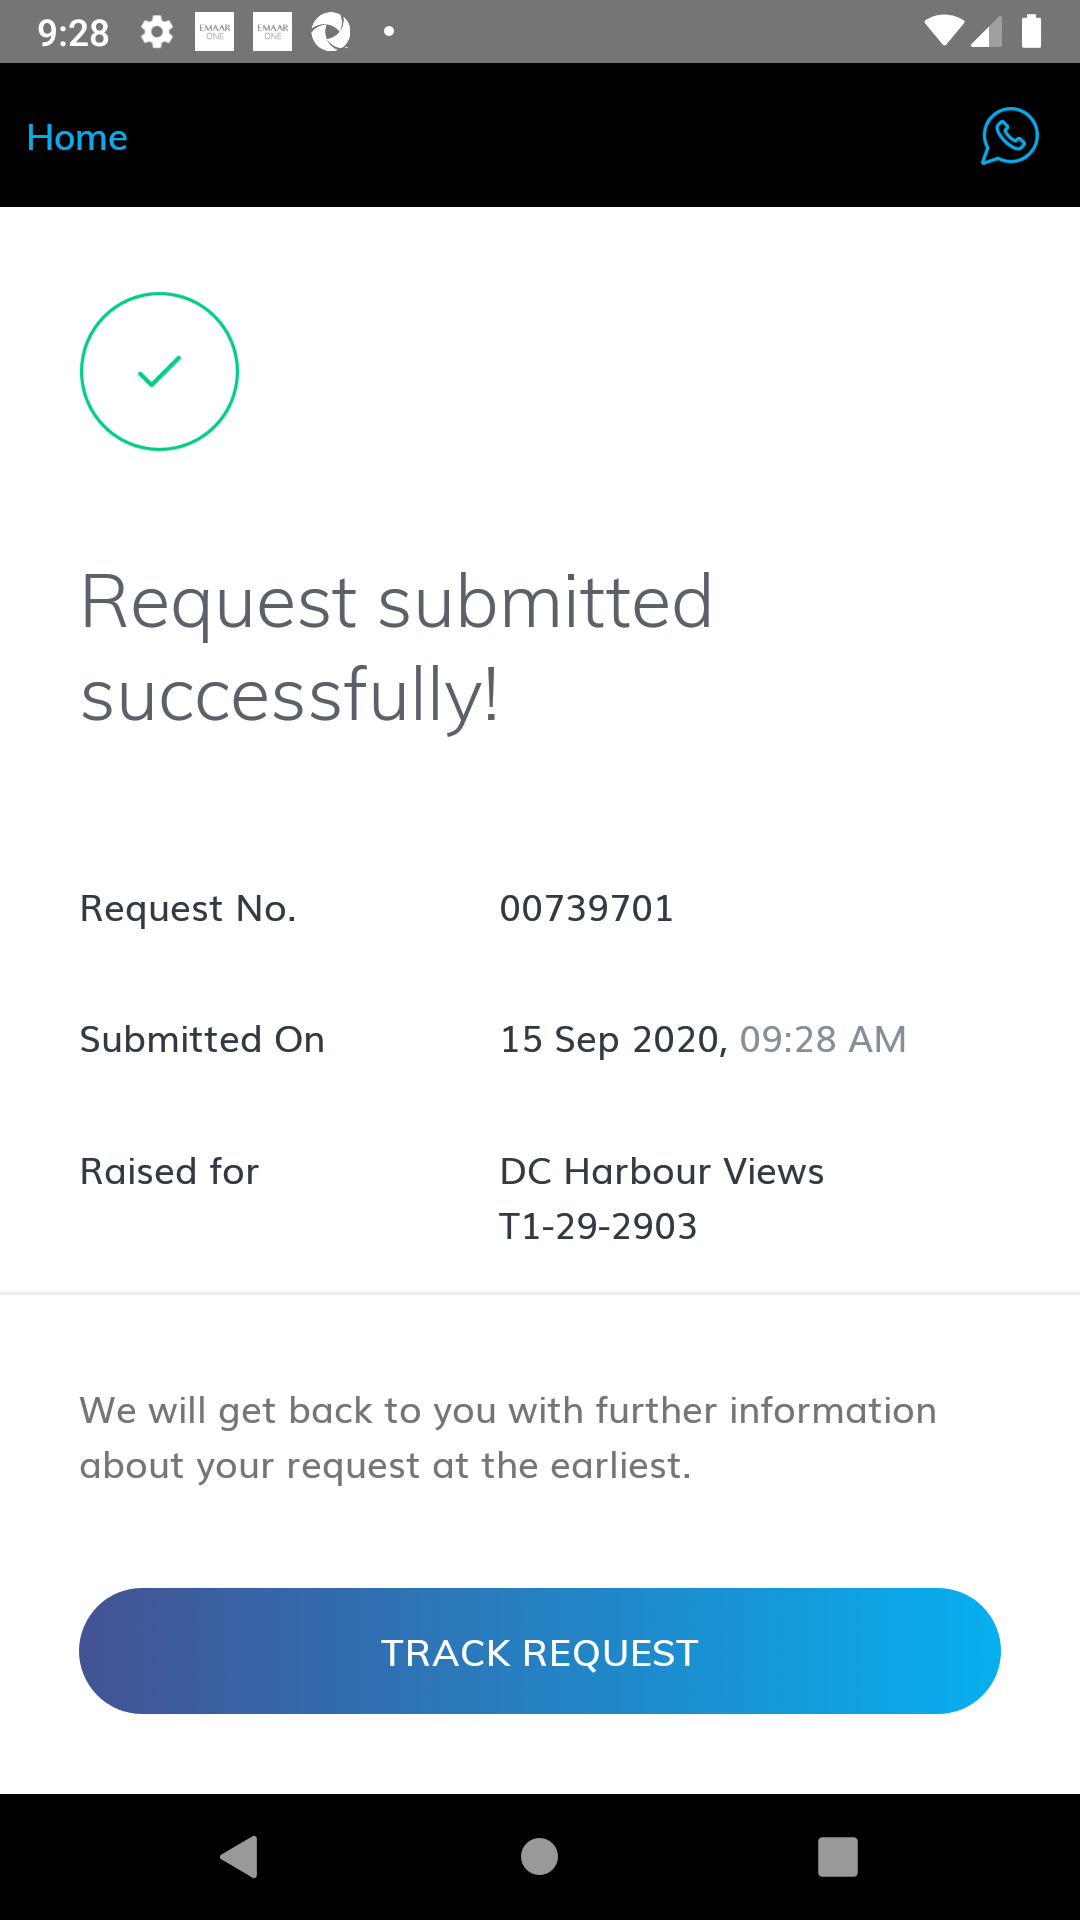 9:28
EMAAR
ONE
EMAAR
ONE
Home
Request submitted
successfully!
Request No. 00739701
Submitted On 15 Sep 2020, 09:28 AM
Raised for DC Harbour Views
T1-29-2903
We will get back to you with further information
about your request at the earliest.
TRACK REQUEST